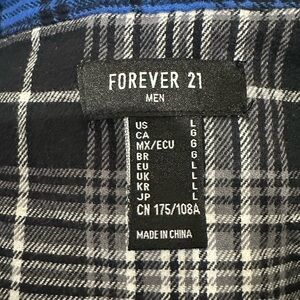 FOREVER 21
MEN
US L
CA G
MX/ECU G
BR G
EU L
UK L
KR L
JP L
CN 175/108A
MADE IN CHINA